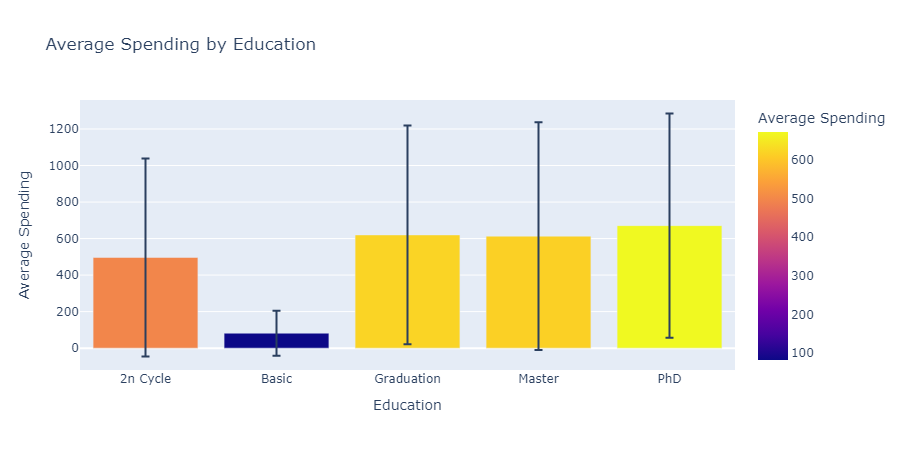 Average Spending by Education
Average Spending
1200
1000
800
600
400
200
0
2n Cycle
Basic
Graduation
Master
PhD
Education
Average Spending
600
500
400
300
200
100